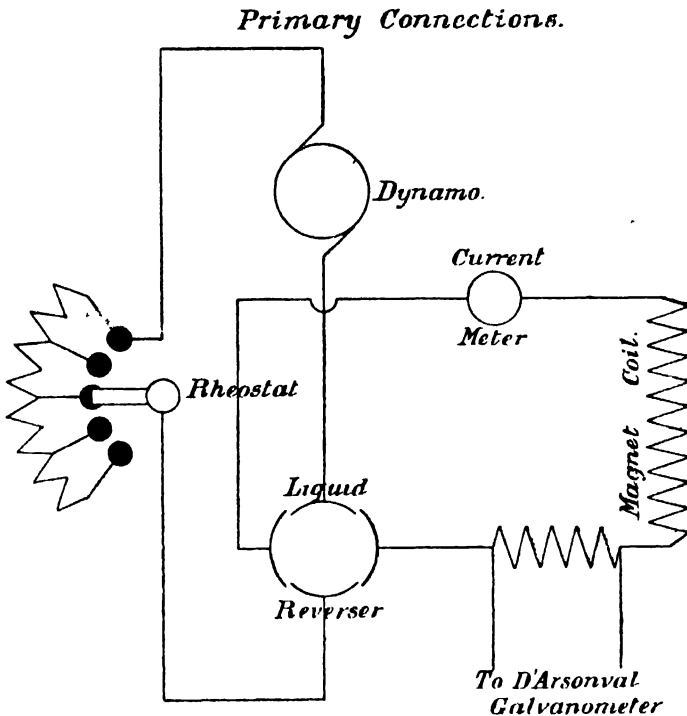 Primary Connections.
Dynamo.
Current
Meter
Rheostat
Magnet Coil.
Liquid
Reverser
To D'Arsonval
Galvanometer